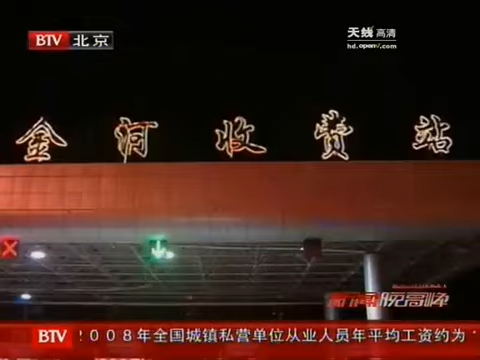 BTV 北京
天线高清
hd.openv.com
金河收费站
晚高峰
BTV 2008年全国城镇私营单位从业人员年平均工资约为